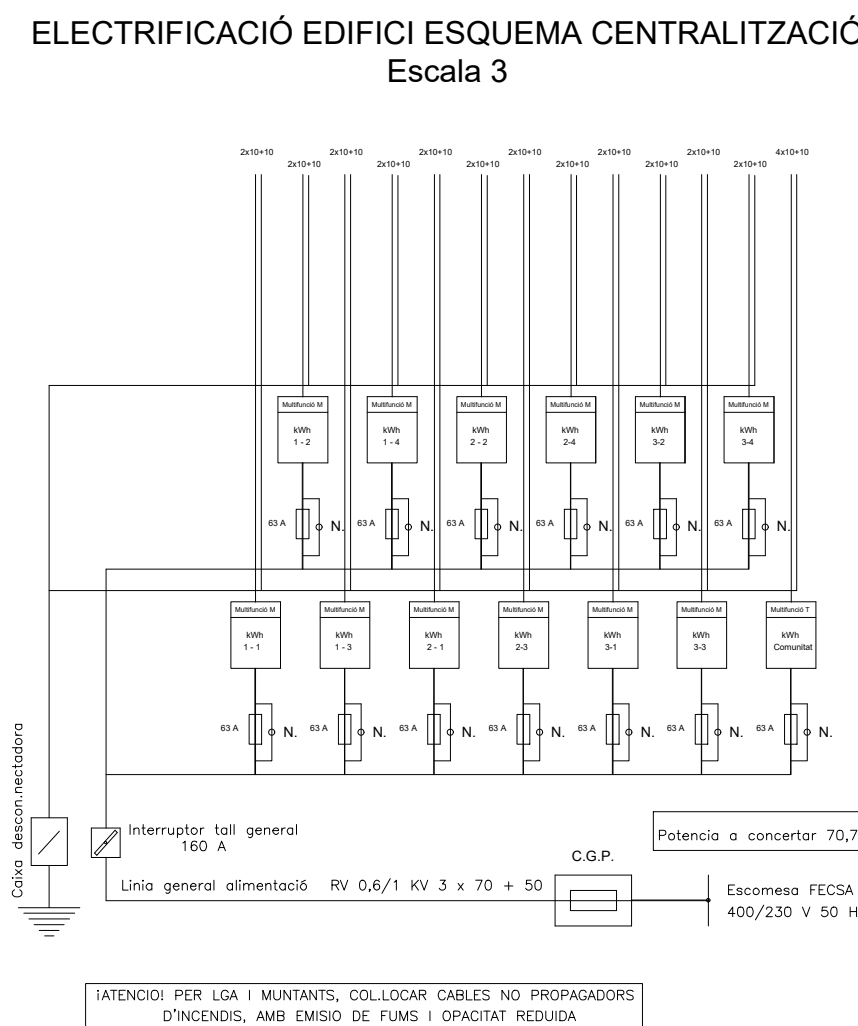 ELECTRIFICACIÓ EDIFICI ESQUEMA CENTRALITZACIÓ
Escala 3
2x10+10 2x10+10 2x10+10 2x10+10 2x10+10 2x10+10 4x10+10
2x10+10 2x10+10 2x10+10 2x10+10 2x10+10 2x10+10
Multifunció M Multifunció M Multifunció M Multifunció M Multifunció M Multifunció M
kWh kWh kWh kWh kWh kWh
1 - 2 1 - 4 2 - 2 2-4 3-2 3-4
63 A N. 63 A N. 63 A N. 63 A N. 63 A N. 63 A N.
Multifunció M Multifunció M Multifunció M Multifunció M Multifunció M Multifunció M Multifunció T
kWh kWh kWh kWh kWh kWh kWh
1 - 1 1 - 3 2 - 1 2-3 3-1 3-3 Comunitat
63 A N. 63 A N. 63 A N. 63 A N. 63 A N. 63 A N. 63 A N.
Caixa descon.nectadora
Interruptor tall general
160 A
Potencia a concertar 70,7
C.G.P.
Linia general alimentació RV 0,6/1 KV 3 x 70 + 50
Escomesa FECSA
400/230 V 50 H
¡ATENCIO! PER LGA I MUNTANTS, COL.LOCAR CABLES NO PROPAGADORS
D'INCENDIS, AMB EMISIO DE FUMS I OPACITAT REDUIDA